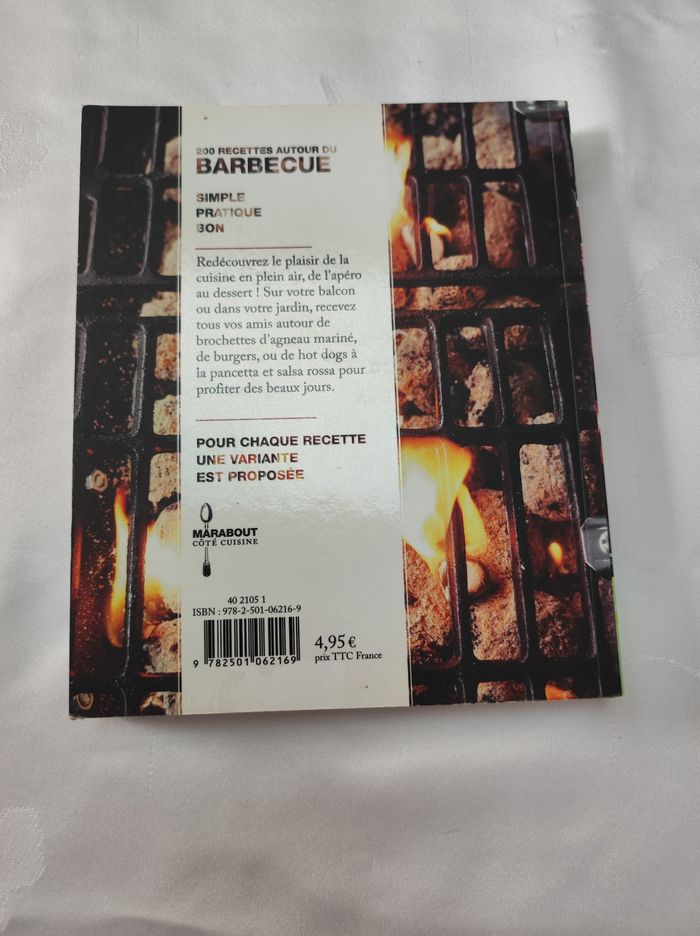 200 RECETTES AUTOUR DU
BARBECUE
SIMPLE
PRATIQUE
BON
Redécouvrez le plaisir de la
cuisine en plein air, de l'apéro
au dessert ! Sur votre balcon
ou dans votre jardin, recevez
tous vos amis autour de
brochettes d'agneau mariné,
de burgers, ou de hot dogs à
la pancetta et salsa rossa pour
profiter des beaux jours.
POUR CHAQUE RECETTE
UNE VARIANTE
EST PROPOSÉE
MARABOUT
CÔTÉ CUISINE
40 2105 1
ISBN : 978-2-501-06216-9
9 782501 062169
4,95 €
prix TTC France